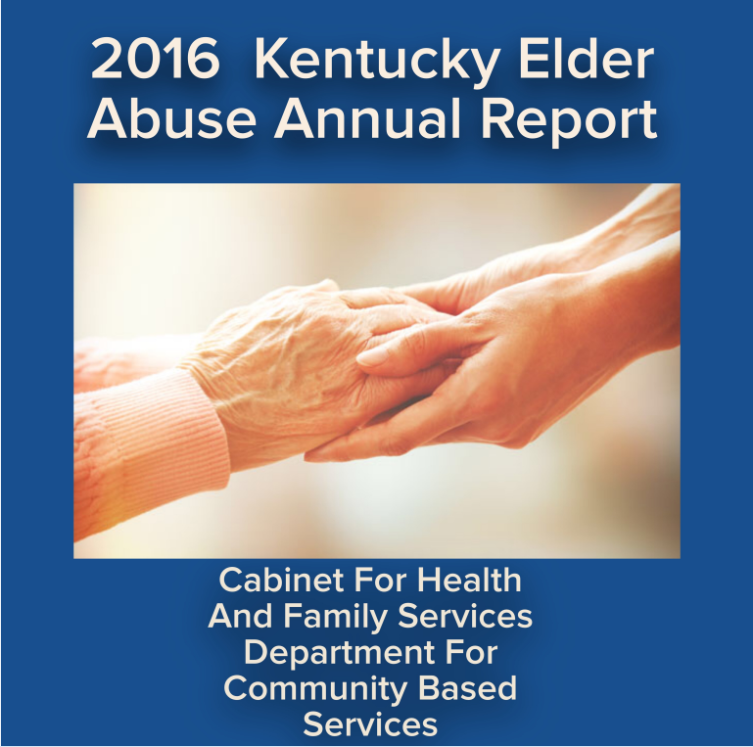 2016 Kentucky Elder
Abuse Annual Report
Cabinet For Health
And Family Services
Department For
Community Based
Services